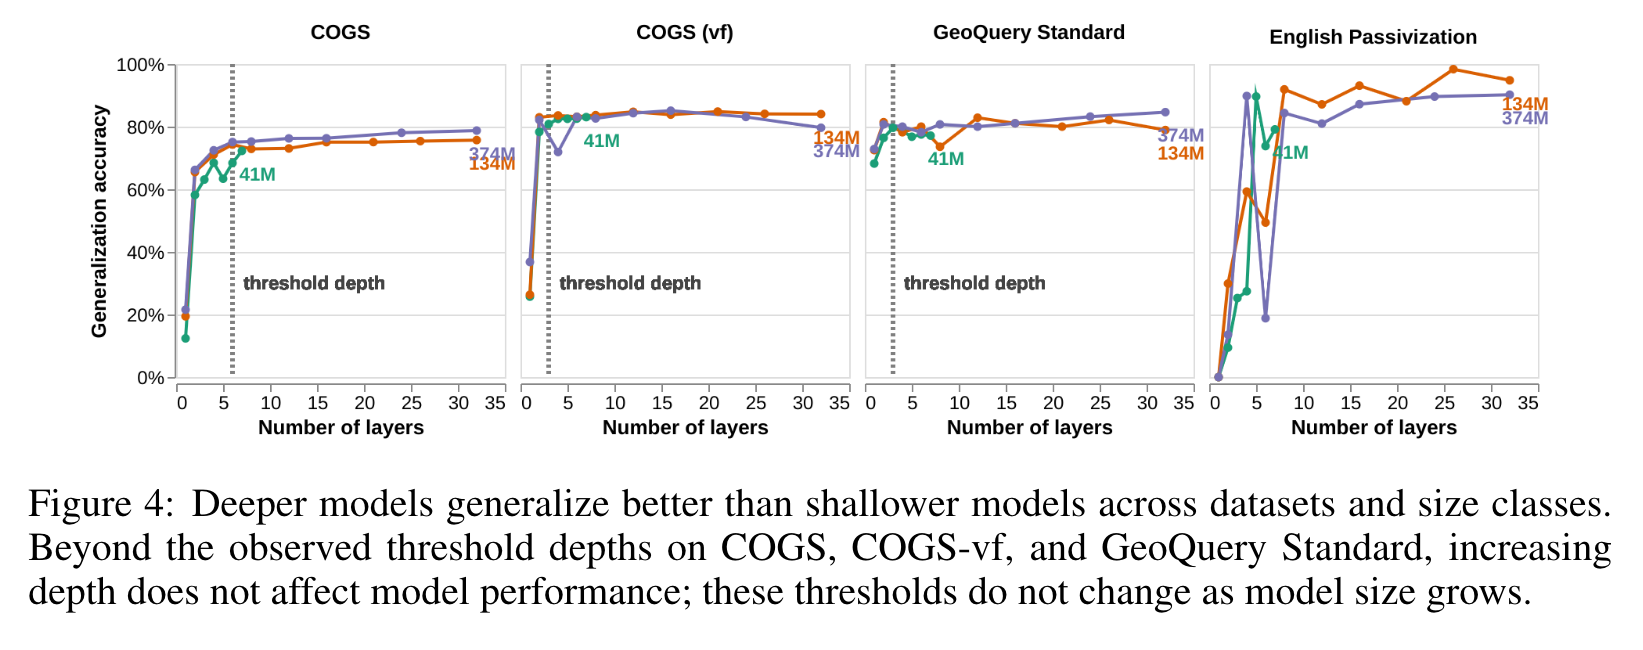 COGS
COGS (vf)
GeoQuery Standard
English Passivization
Generalization accuracy
100%
80%
60%
40%
20%
0%
374M
134M
41M
threshold depth
0 5 10 15 20 25 30 35
Number of layers
134M
374M
41M
threshold depth
0 5 10 15 20 25 30 35
Number of layers
374M
134M
41M
threshold depth
0 5 10 15 20 25 30 35
Number of layers
134M
374M
41M
0 5 10 15 20 25 30 35
Number of layers
Figure 4: Deeper models generalize better than shallower models across datasets and size classes.
Beyond the observed threshold depths on COGS, COGS-vf, and GeoQuery Standard, increasing
depth does not affect model performance; these thresholds do not change as model size grows.